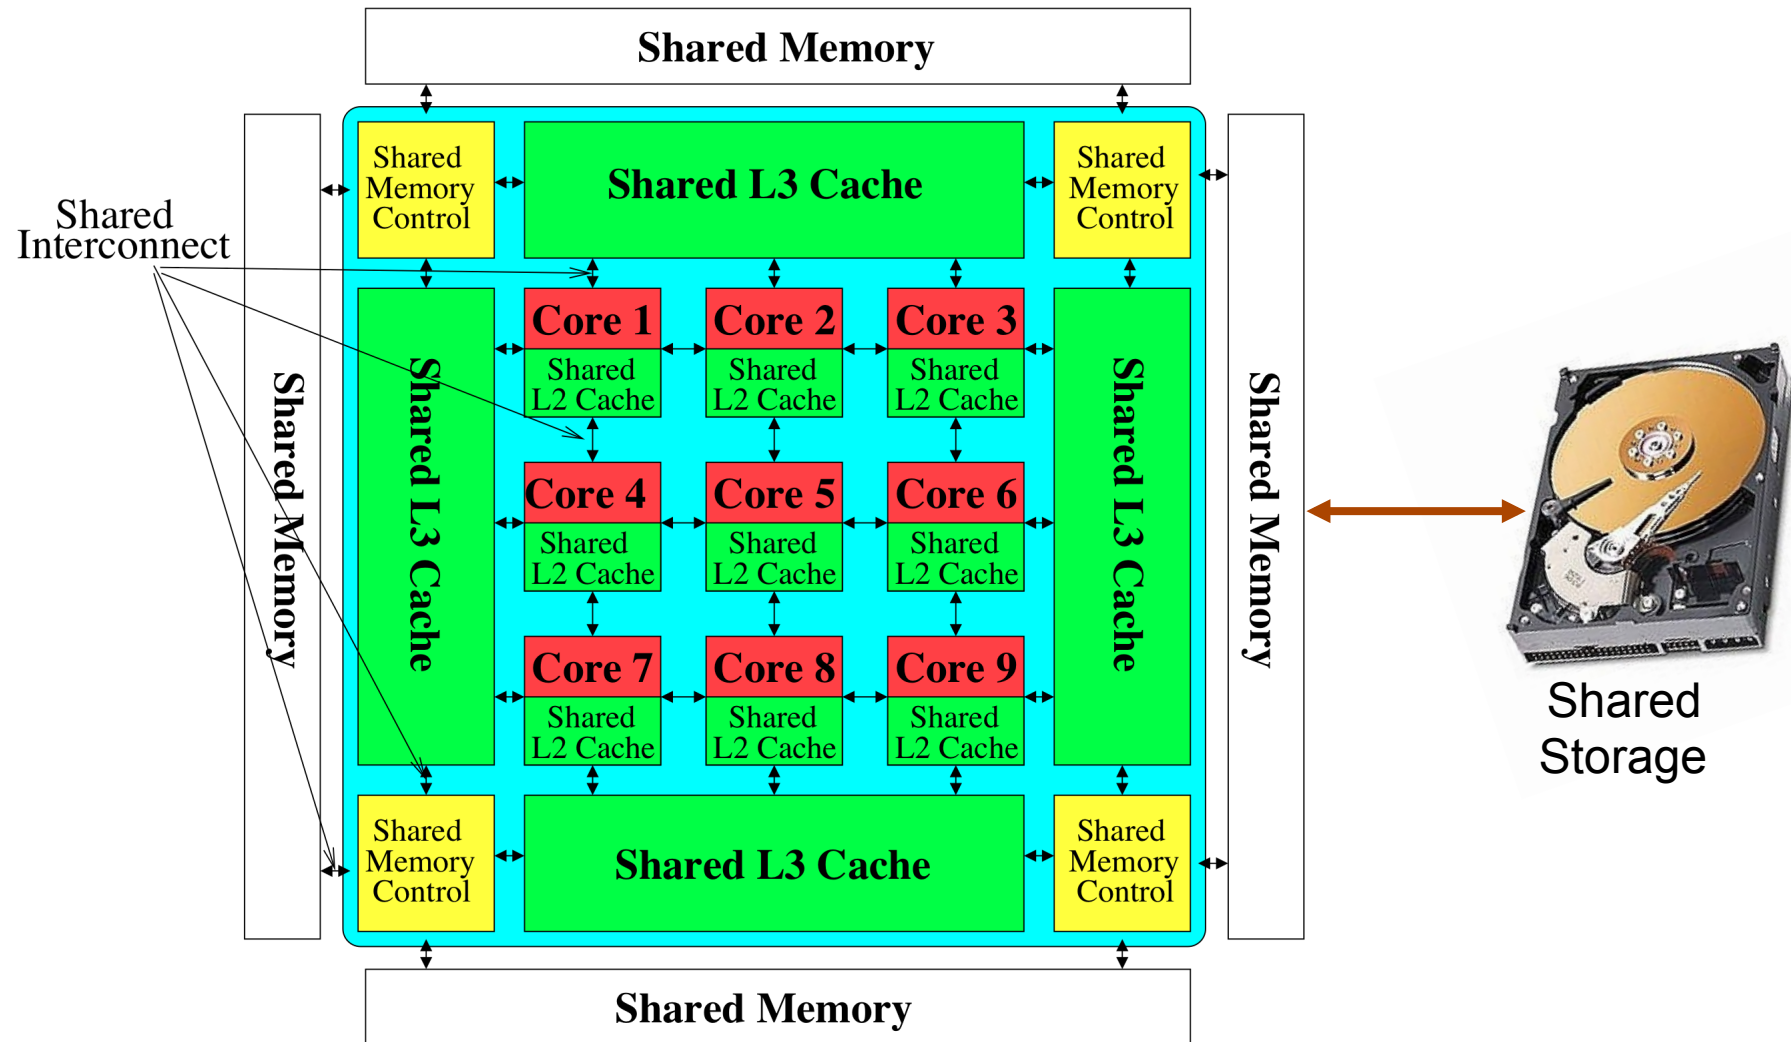 Shared Memory
Shared
Memory
Control
Shared L3 Cache
Shared
Memory
Control
Shared
Interconnect
Shared Memory
Shared L3 Cache
Core 1
Shared
L2 Cache
Core 2
Shared
L2 Cache
Core 3
Shared
L2 Cache
Core 4
Shared
L2 Cache
Core 5
Shared
L2 Cache
Core 6
Shared
L2 Cache
Core 7
Shared
L2 Cache
Core 8
Shared
L2 Cache
Core 9
Shared
L2 Cache
Shared L3 Cache
Shared Memory
Shared
Storage
Shared
Memory
Control
Shared L3 Cache
Shared
Memory
Control
Shared Memory